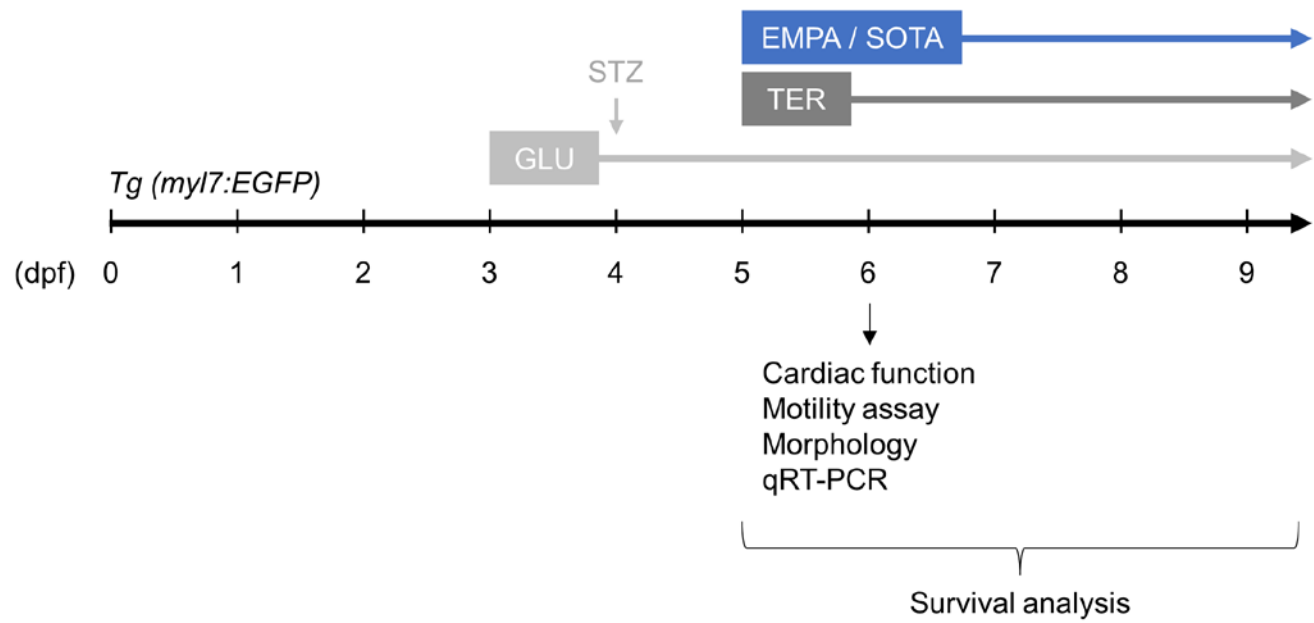 EMPA / SOTA
STZ
TER
GLU
Tg (myl7:EGFP)
(dpf) 0 1 2 3 4 5 6 7 8 9
Cardiac function
Motility assay
Morphology
qRT-PCR
Survival analysis